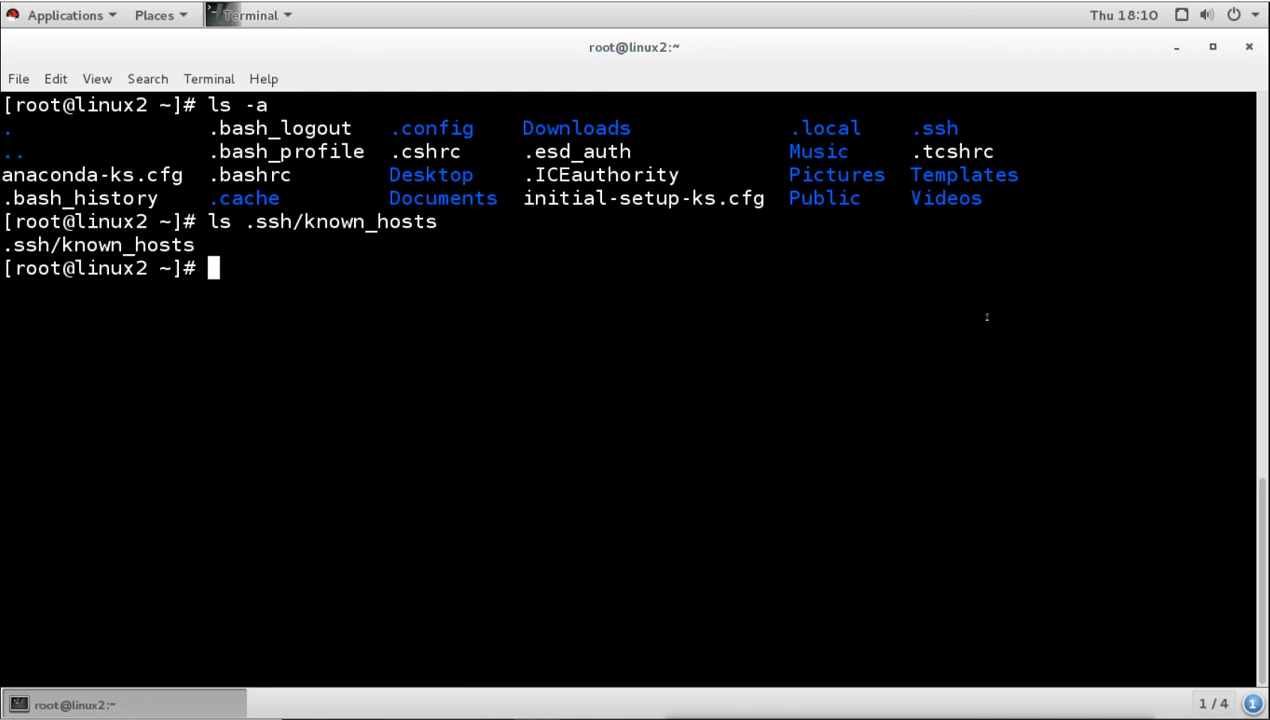 Applications Places Terminal Thu 18:10
root@linux2:~
File Edit View Search Terminal Help
[root@linux2 ~]# ls -a
. .bash_logout .config Downloads .local .ssh
.. .bash_profile .cshrc .esd_auth Music .tcshrc
anaconda-ks.cfg .bashrc Desktop .ICEauthority Pictures Templates
.bash_history .cache Documents initial-setup-ks.cfg Public Videos
[root@linux2 ~]# ls .ssh/known_hosts
.ssh/known_hosts
[root@linux2 ~]#
root@linux2:~ 1 / 4 1